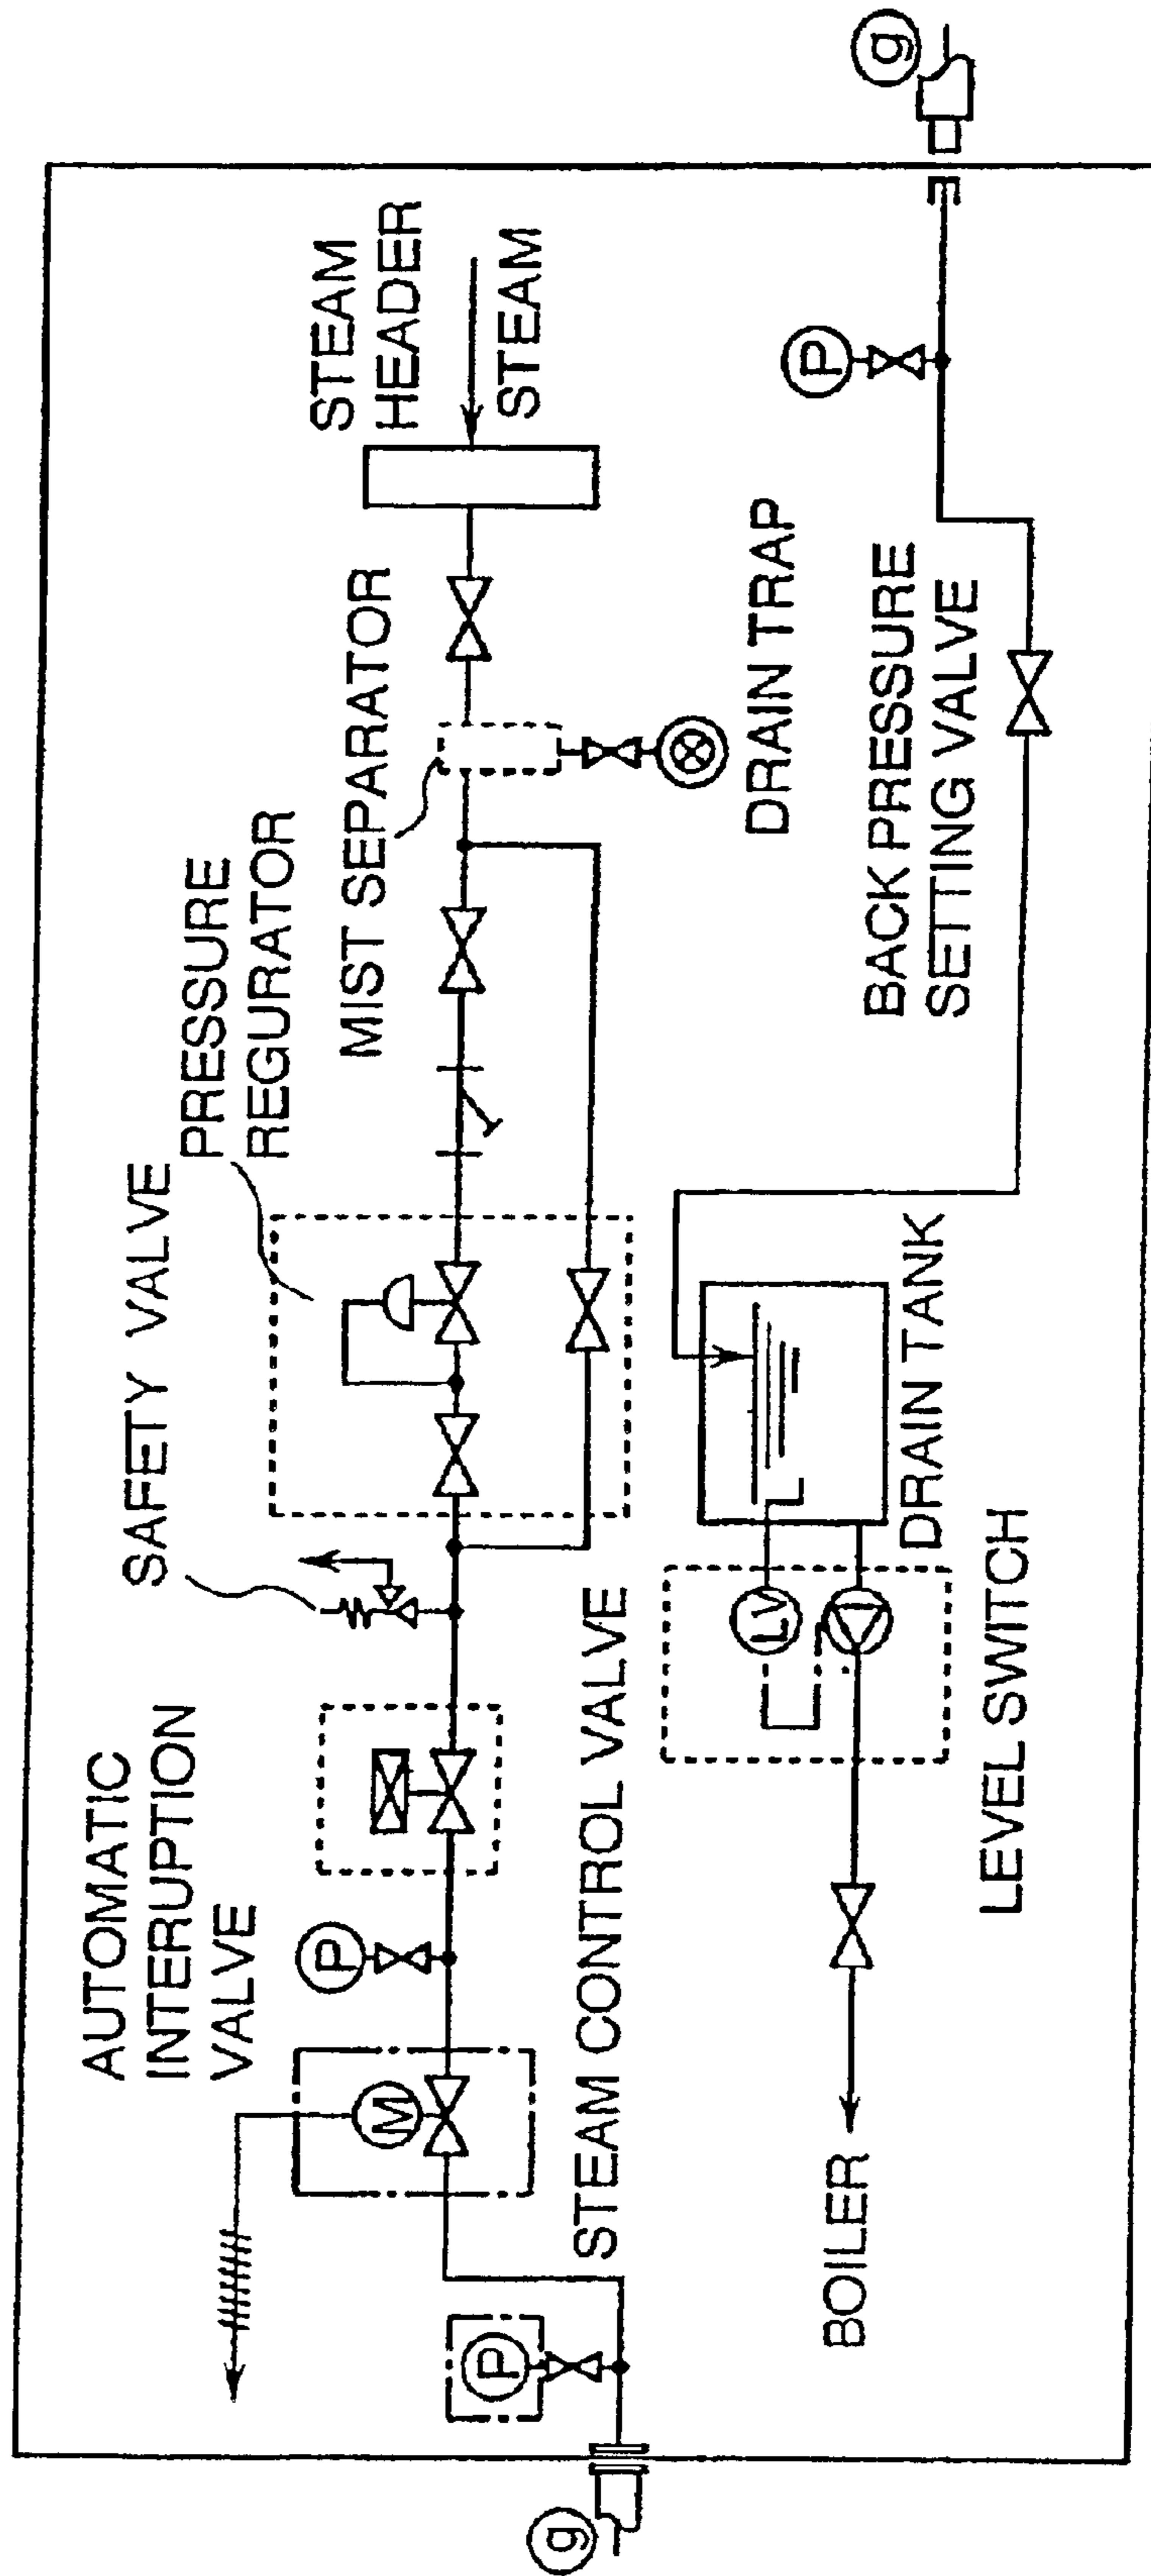 AUTOMATIC
INTERUPTION
VALVE
SAFETY VALVE
PRESSURE
REGURATOR
MIST SEPARATOR
STEAM
HEADER
STEAM
M
P
P
g
STEAM CONTROL VALVE
DRAIN TRAP
LV
DRAIN TANK
LEVEL SWITCH
BOILER
BACK PRESSURE
SETTING VALVE
P
g